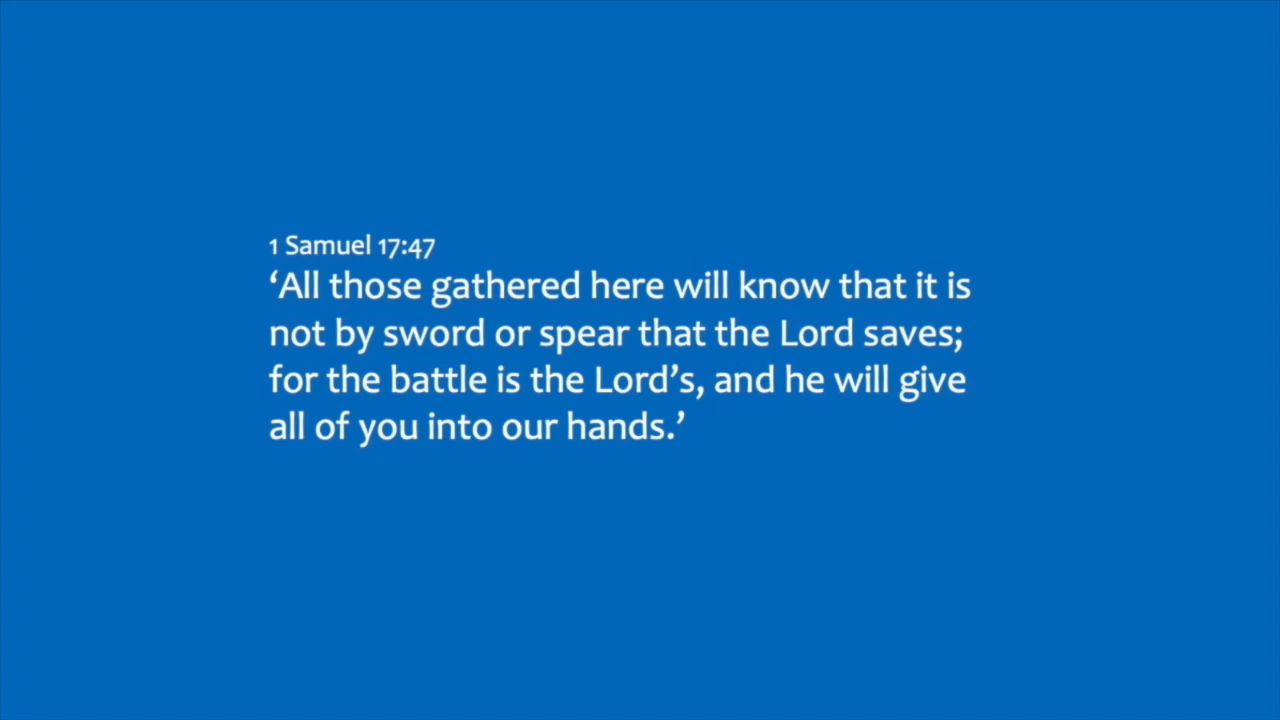 1 Samuel 17:47
‘All those gathered here will know that it is
not by sword or spear that the Lord saves;
for the battle is the Lord’s, and he will give
all of you into our hands.’